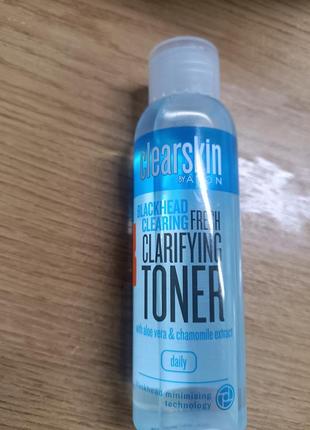 clearskin
BY AVON
BLACKHEAD
CLEARING FRESH
CLARIFYING
TONER
with aloe vera & chamomile extract
daily
blackhead minimising
technology